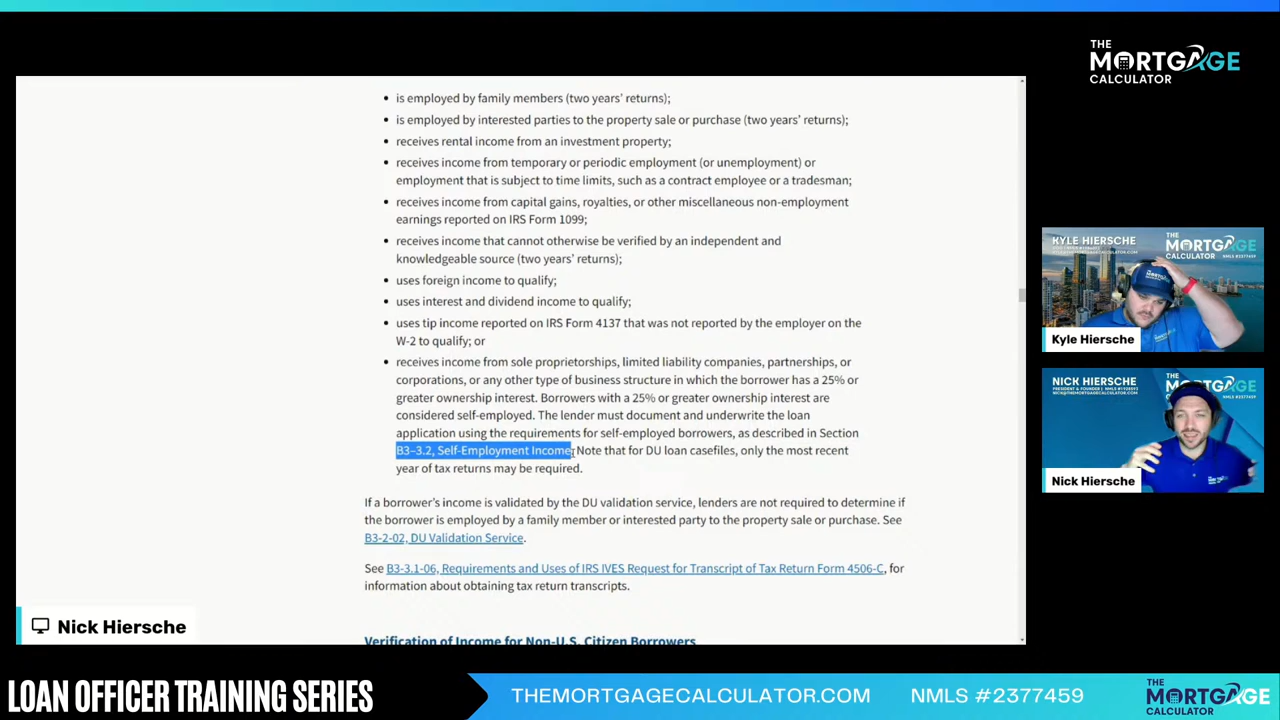 THE
MORTGAGE
CALCULATOR
is employed by family members (two years' returns);
is employed by interested parties to the property sale or purchase (two years' returns);
receives rental income from an investment property;
receives income from temporary or periodic employment (or unemployment) or
employment that is subject to time limits, such as a contract employee or a tradesman;
receives income from capital gains, royalties, or other miscellaneous non-employment
earnings reported on IRS Form 1099;
receives income that cannot otherwise be verified by an independent and
knowledgeable source (two years' returns);
uses foreign income to qualify;
uses interest and dividend income to qualify;
uses tip income reported on IRS Form 4137 that was not reported by the employer on the
W-2 to qualify; or
receives income from sole proprietorships, limited liability companies, partnerships, or
corporations, or any other type of business structure in which the borrower has a 25% or
greater ownership interest. Borrowers with a 25% or greater ownership interest are
considered self-employed. The lender must document and underwrite the loan
application using the requirements for self-employed borrowers, as described in Section
B3–3.2, Self-Employment Income. Note that for DU loan casefiles, only the most recent
year of tax returns may be required.
If a borrower's income is validated by the DU validation service, lenders are not required to determine if
the borrower is employed by a family member or interested party to the property sale or purchase. See
B3-2-02, DU Validation Service.
See B3-3.1-06, Requirements and Uses of IRS IVES Request for Transcript of Tax Return Form 4506-C, for
information about obtaining tax return transcripts.
Verification of Income for Non-U.S. Citizen Borrowers
Nick Hiersche
KYLE HIERSCHE
THE
MORTGAGE
CALCULATOR
NMLS #2377459
Kyle Hiersche
NICK HIERSCHE
THE
MORTGAGE
CALCULATOR
NMLS #2377459
Nick Hiersche
LOAN OFFICER TRAINING SERIES
THEMORTGAGECALCULATOR.COM
NMLS #2377459
THE
MORTGAGE
CALCULATOR